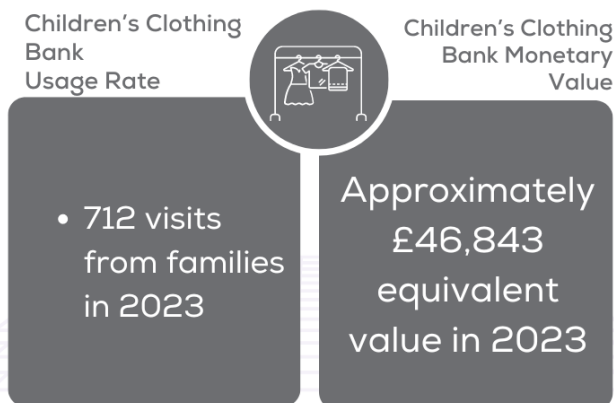 Children's Clothing
Bank
Usage Rate
Children's Clothing
Bank Monetary
Value
• 712 visits
from families
in 2023
Approximately
£46,843
equivalent
value in 2023